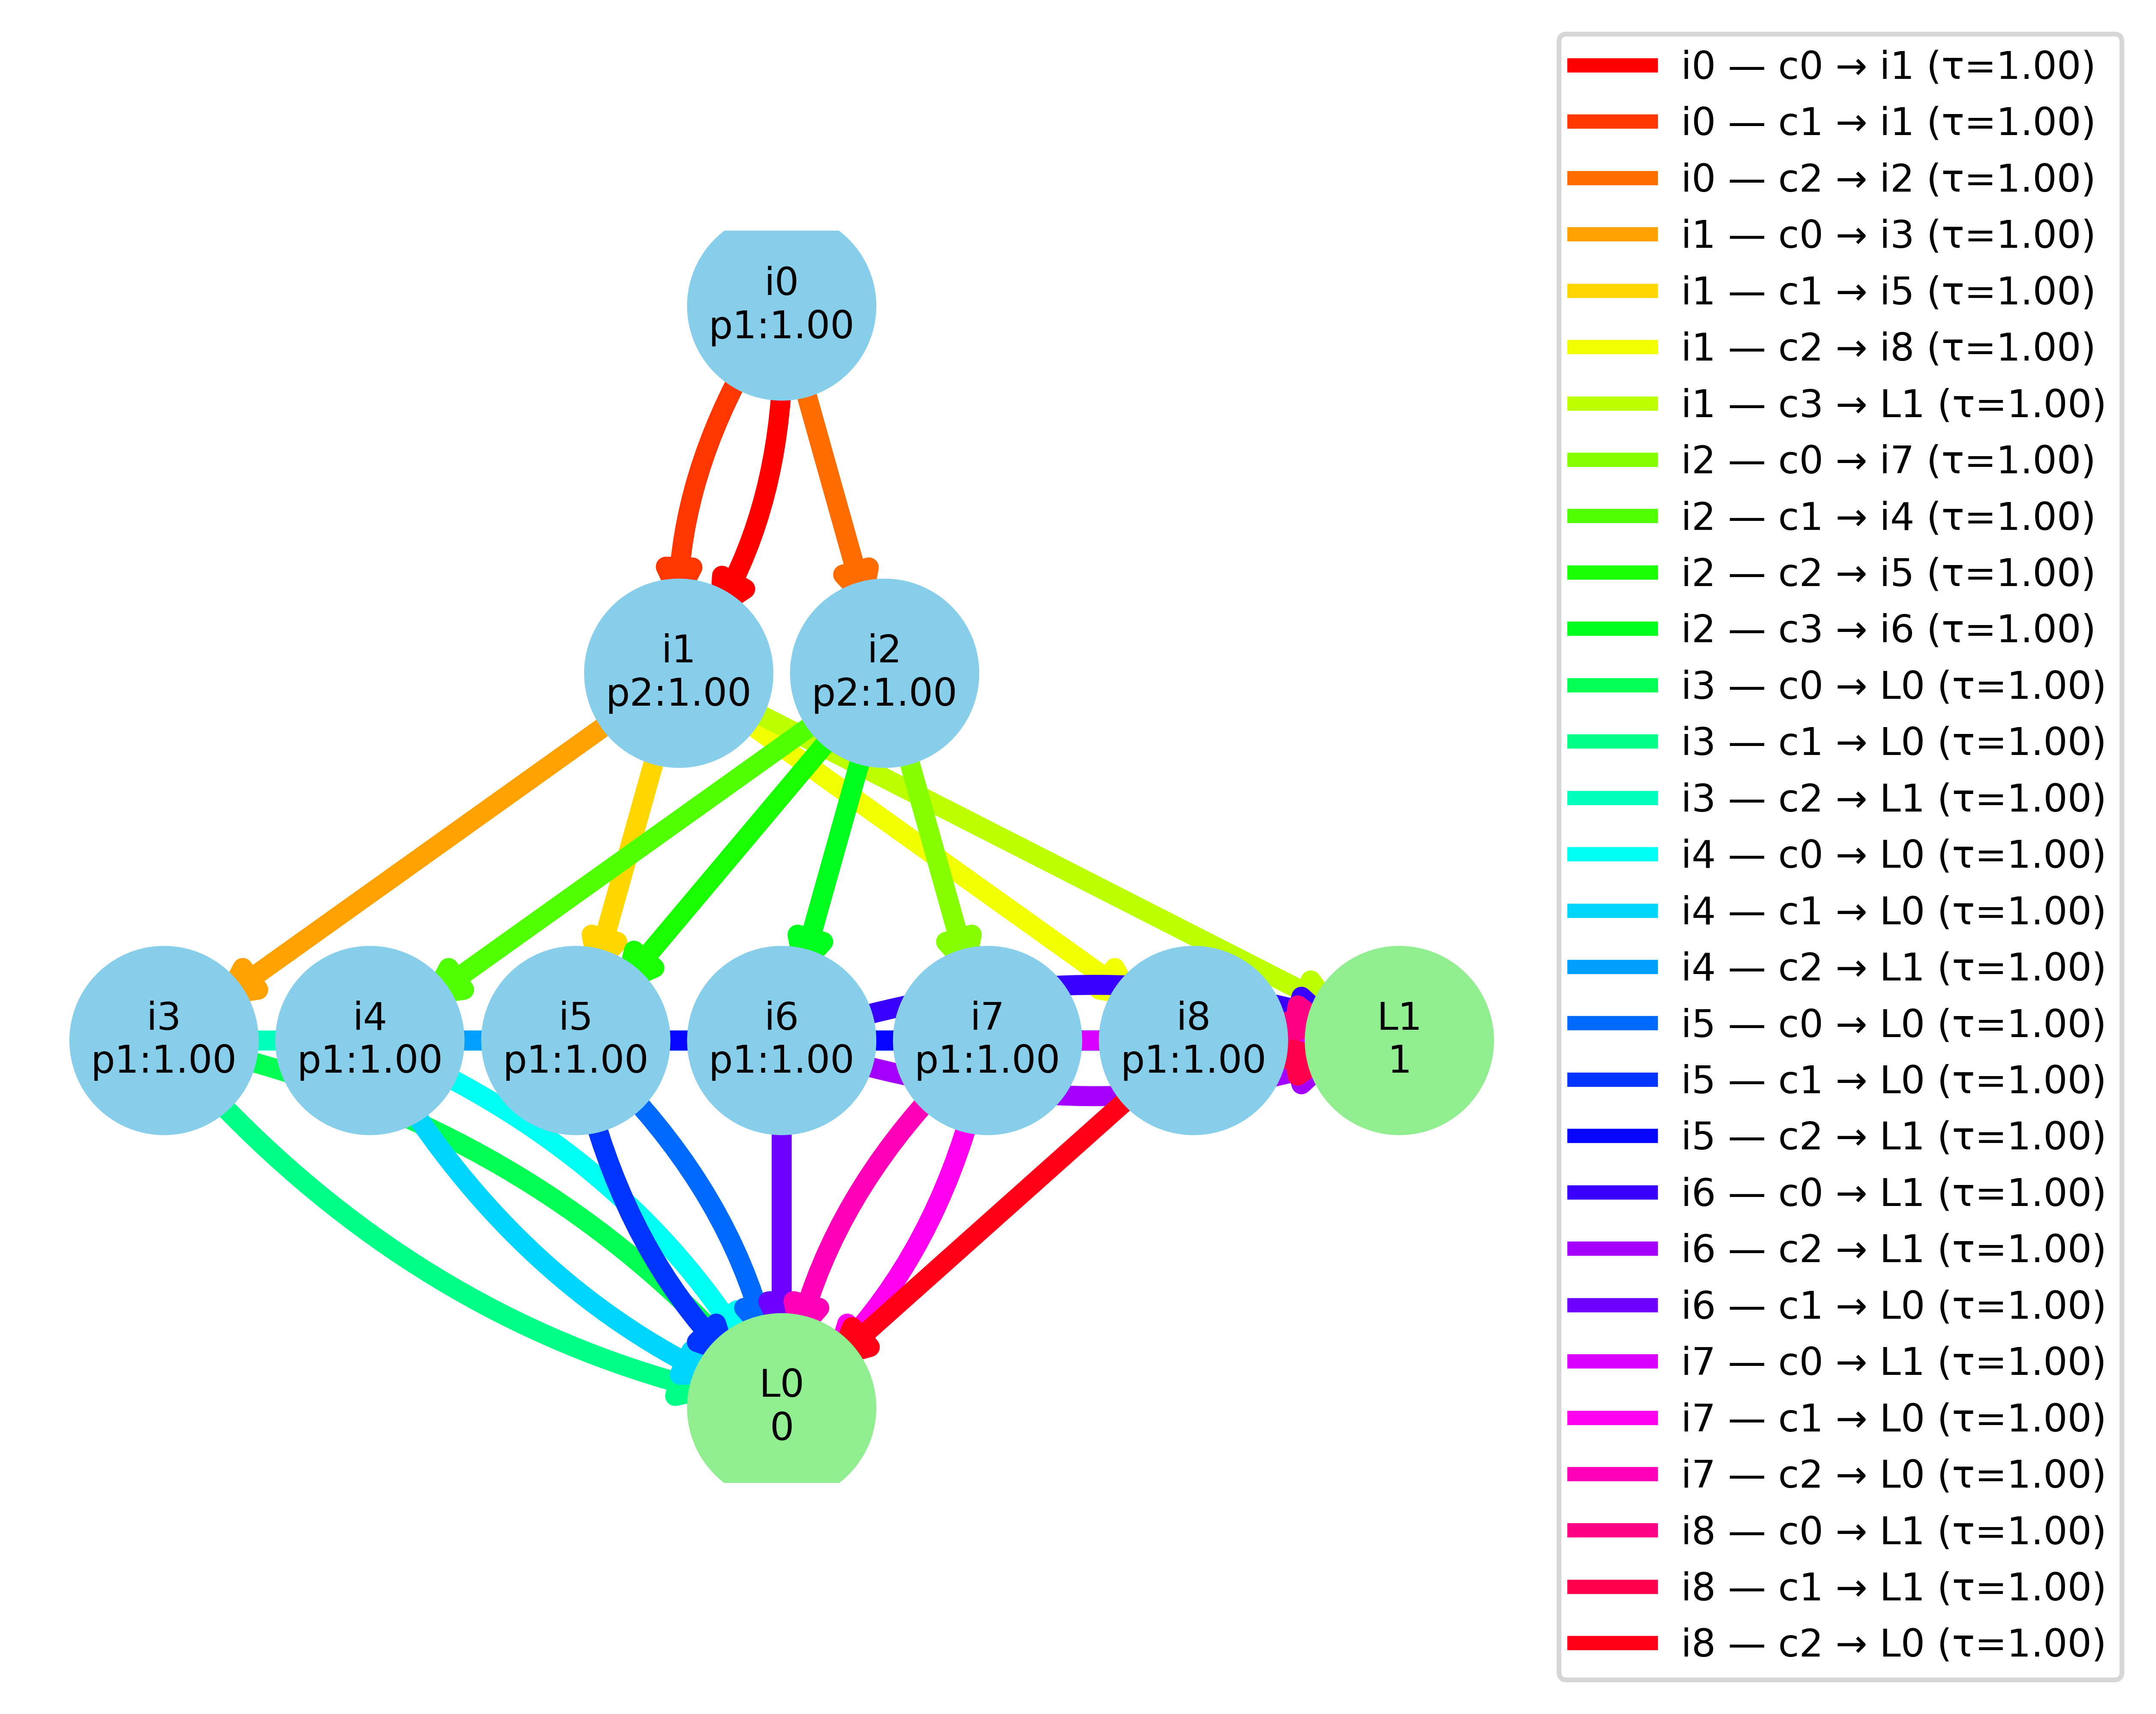 i0
p1:1.00
i1
p2:1.00
i2
p2:1.00
i3
p1:1.00
i4
p1:1.00
i5
p1:1.00
i6
p1:1.00
i7
p1:1.00
i8
p1:1.00
L1
1
L0
0
i0 — c0 → i1 (τ=1.00)
i0 — c1 → i1 (τ=1.00)
i0 — c2 → i2 (τ=1.00)
i1 — c0 → i3 (τ=1.00)
i1 — c1 → i5 (τ=1.00)
i1 — c2 → i8 (τ=1.00)
i1 — c3 → L1 (τ=1.00)
i2 — c0 → i7 (τ=1.00)
i2 — c1 → i4 (τ=1.00)
i2 — c2 → i5 (τ=1.00)
i2 — c3 → i6 (τ=1.00)
i3 — c0 → L0 (τ=1.00)
i3 — c1 → L0 (τ=1.00)
i3 — c2 → L1 (τ=1.00)
i4 — c0 → L0 (τ=1.00)
i4 — c1 → L0 (τ=1.00)
i4 — c2 → L1 (τ=1.00)
i5 — c0 → L0 (τ=1.00)
i5 — c1 → L0 (τ=1.00)
i5 — c2 → L1 (τ=1.00)
i6 — c0 → L1 (τ=1.00)
i6 — c2 → L1 (τ=1.00)
i6 — c1 → L0 (τ=1.00)
i7 — c0 → L1 (τ=1.00)
i7 — c1 → L0 (τ=1.00)
i7 — c2 → L0 (τ=1.00)
i8 — c0 → L1 (τ=1.00)
i8 — c1 → L1 (τ=1.00)
i8 — c2 → L0 (τ=1.00)